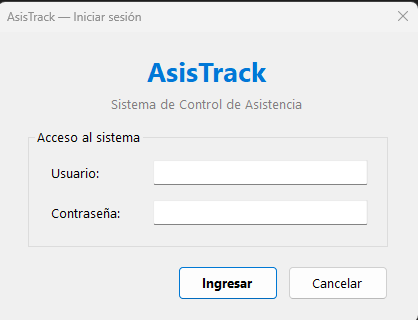 AsisTrack — Iniciar sesión
AsisTrack
Sistema de Control de Asistencia
Acceso al sistema
Usuario:
Contraseña:
Ingresar
Cancelar